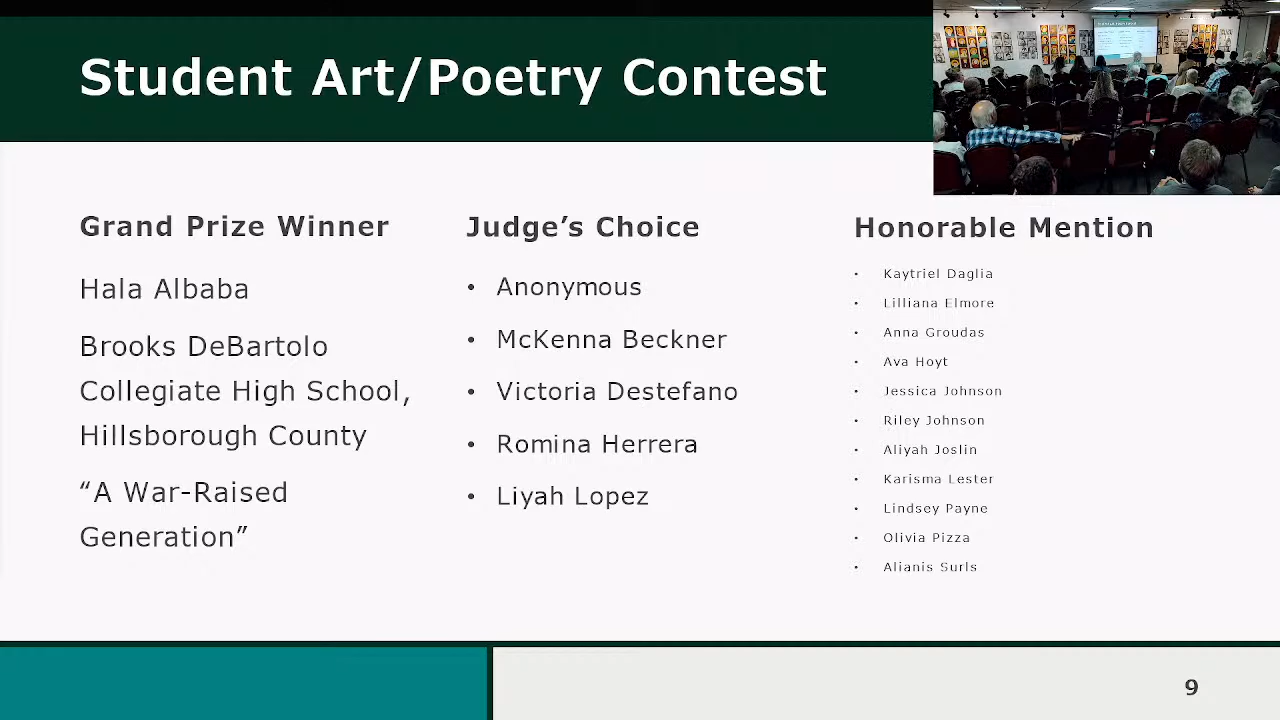 Student Art/Poetry Contest
Grand Prize Winner
Hala Albaba
Brooks DeBartolo
Collegiate High School,
Hillsborough County
“A War-Raised
Generation”
Judge’s Choice
• Anonymous
• McKenna Beckner
• Victoria Destefano
• Romina Herrera
• Liyah Lopez
Honorable Mention
• Kaytriel Daglia
• Lilliana Elmore
• Anna Groudas
• Ava Hoyt
• Jessica Johnson
• Riley Johnson
• Aliyah Joslin
• Karisma Lester
• Lindsey Payne
• Olivia Pizza
• Alianis Surls
9